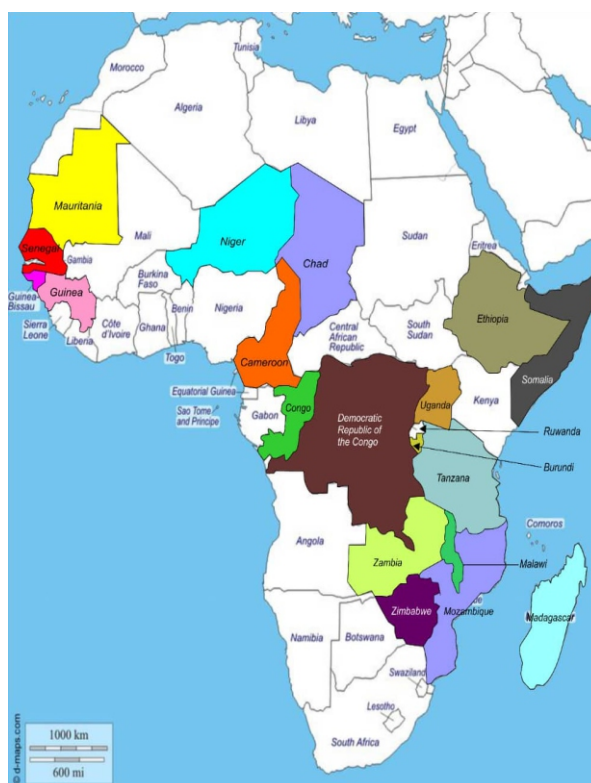 Tunisia
Morocco
Algeria
Libya
Egypt
Mauritania
Mali
Niger
Chad
Sudan
Eritrea
Senegal
Gambia
Guinea-
Bissau
Guinea
Burkina
Faso
Sierra
Leone
Liberia
Côte
d'Ivoire
Ghana
Togo
Benin
Nigeria
Cameroon
Central
African
Republic
South
Sudan
Ethiopia
Somalia
Equatorial Guinea
Sao Tome
and Principe
Gabon
Congo
Democratic
Republic of
the Congo
Uganda
Kenya
Ruwanda
Burundi
Tanzana
Comoros
Angola
Zambia
Malawi
Zimbabwe
Mozambique
Madagascar
Namibia
Botswana
Swaziland
Lesotho
South Africa
1000 km
600 mi
© d-maps.com